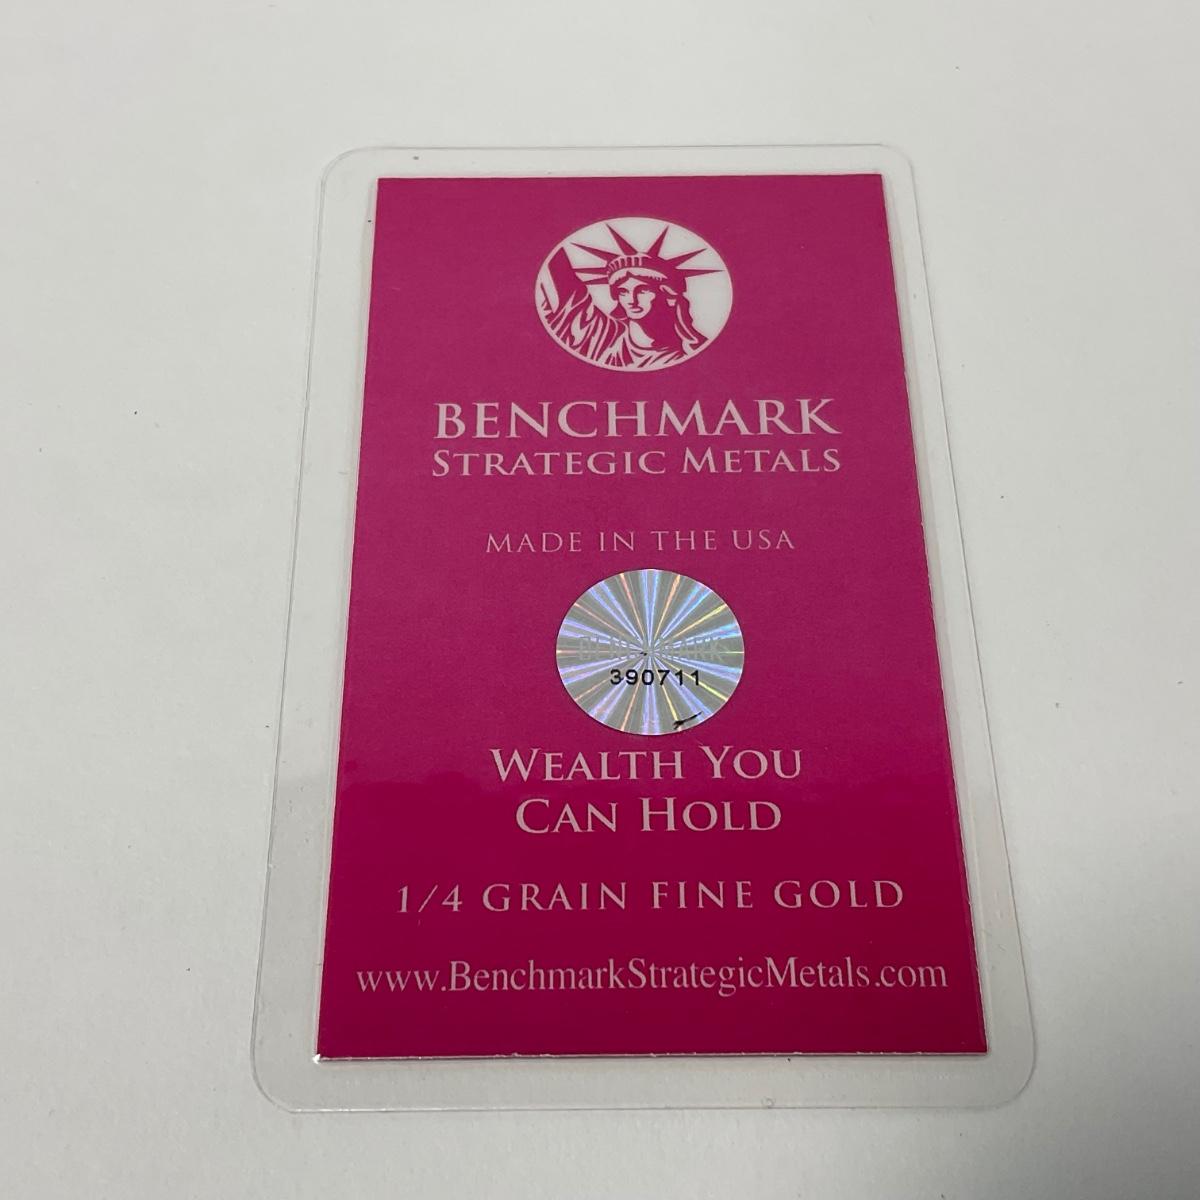 BENCHMARK
STRATEGIC METALS
MADE IN THE USA
BENCHMARK
390711
WEALTH YOU
CAN HOLD
1/4 GRAIN FINE GOLD
www.BenchmarkStrategicMetals.com